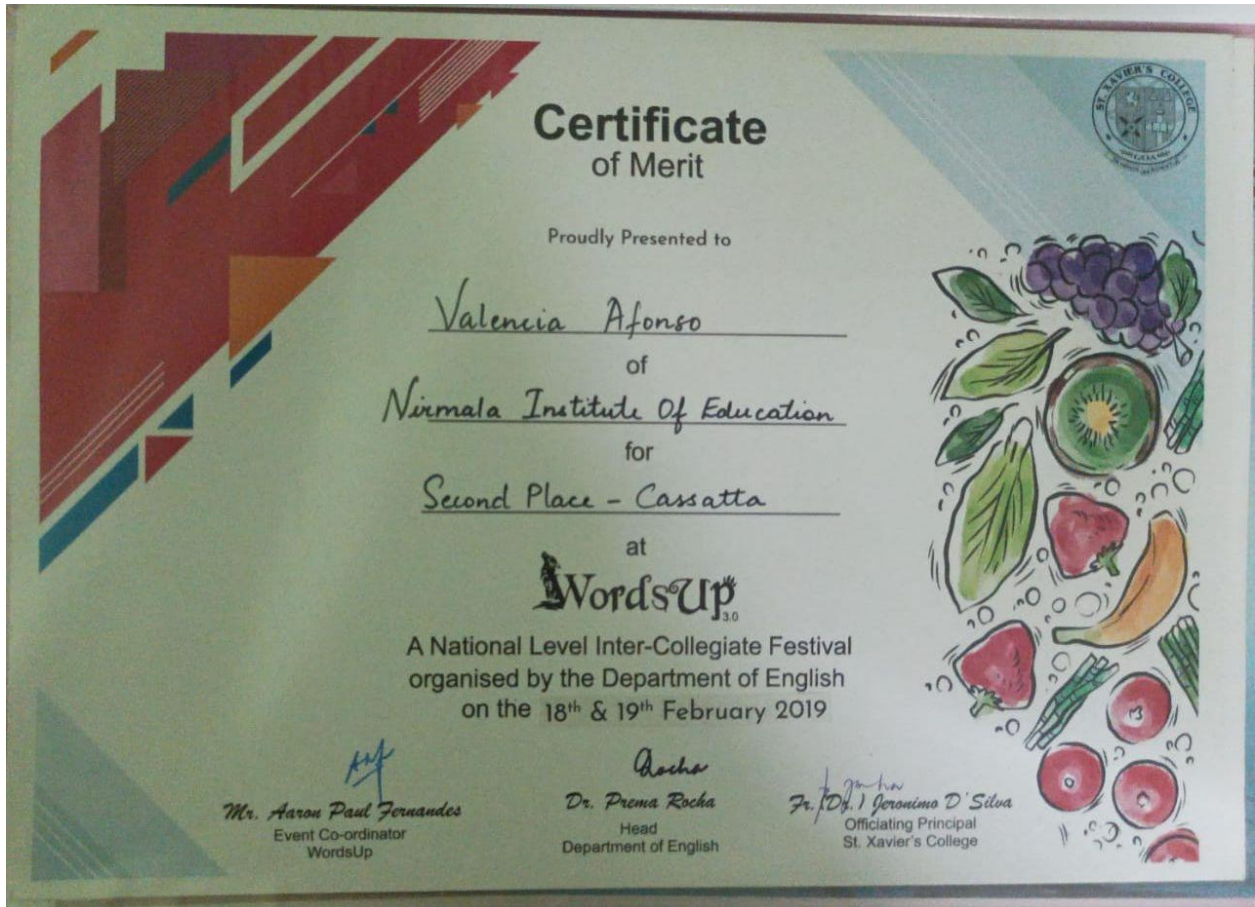 ST. XAVIER'S COLLEGE
Certificate
of Merit
Proudly Presented to
Valencia Afonso
of
Nirmala Institute Of Education
for
Second Place - Cassatta
at
WordsUp
3.0
A National Level Inter-Collegiate Festival
organised by the Department of English
on the 18th & 19th February 2019
Rocha
Mr. Aaron Paul Fernandes
Event Co-ordinator
WordsUp
Dr. Prema Rocha
Head
Department of English
Fr. (Dr.) Jeronimo D'Silva
Officiating Principal
St. Xavier's College